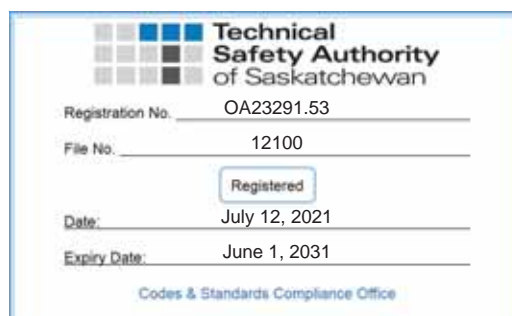 Technical
Safety Authority
of Saskatchewan
Registration No. OA23291.53
File No. 12100
Registered
Date: July 12, 2021
Expiry Date: June 1, 2031
Codes & Standards Compliance Office